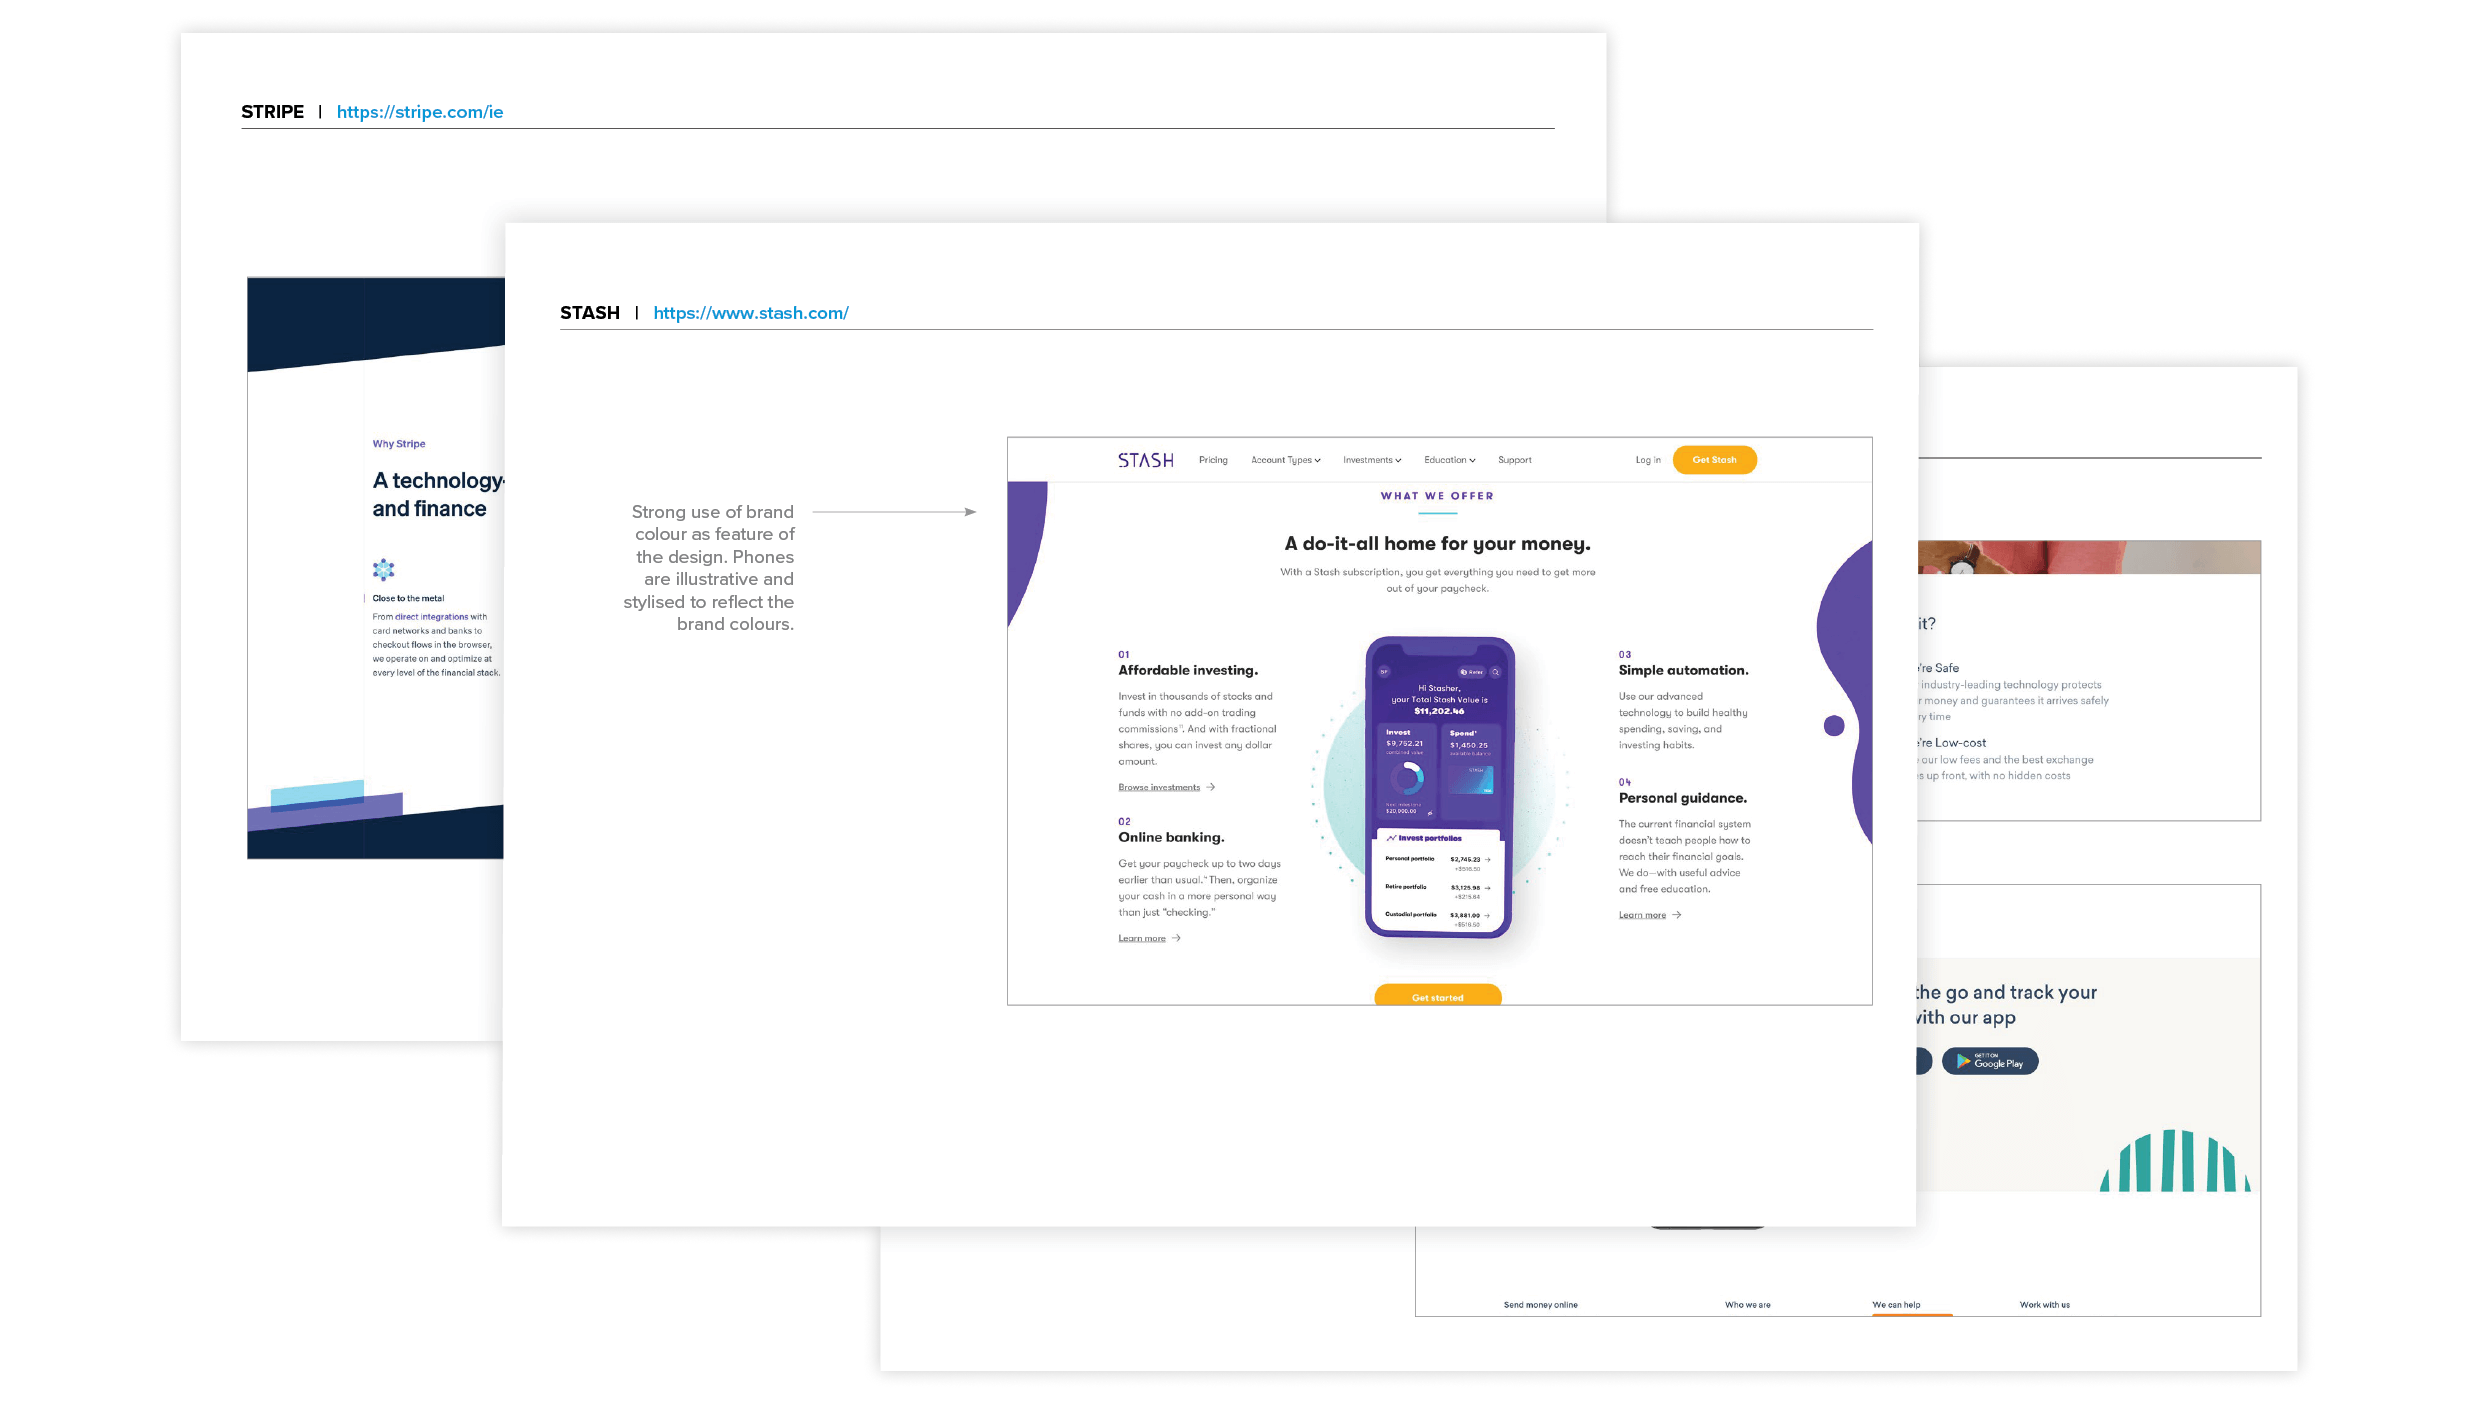 STRIPE | https://stripe.com/ie
Why Stripe
A technology-
and finance
Close to the metal
From direct integrations with
card networks and banks to
checkout flows in the browser,
we operate on and optimize at
every level of the financial stack.
STASH | https://www.stash.com/
Strong use of brand
colour as feature of
the design. Phones
are illustrative and
stylised to reflect the
brand colours.
STASH Pricing Account Types Investments Education Support Log in Get Stash
WHAT WE OFFER
A do-it-all home for your money.
With a Stash subscription, you get everything you need to get more
out of your paycheck.
01
Affordable investing.
Invest in thousands of stocks and
funds with no add-on trading
commissions". And with fractional
shares, you can invest any dollar
amount.
Browse investments →
02
Online banking.
Get your paycheck up to two days
earlier than usual.* Then, organize
your cash in a more personal way
than just "checking."
Learn more →
Refer
Hi Stasher,
your Total Stash Value is
$11,202.46
Invest
$9,752.21
Spend
$1,450.25
available balance
STASH
$20,000.00
Invest portfolios
Personal portfolio $2,745.23 →
+$516.50
Retire portfolio $3,125.98 →
+$215.64
Custodial portfolio $3,881.00 →
+$516.50
Get started
03
Simple automation.
Use our advanced
technology to build healthy
spending, saving, and
investing habits.
04
Personal guidance.
The current financial system
doesn't teach people how to
reach their financial goals.
We do—with useful advice
and free education.
Learn more →
it?
're Safe
industry-leading technology protects
r money and guarantees it arrives safely
ry time
're Low-cost
our low fees and the best exchange
s up front, with no hidden costs
the go and track your
with our app
GET IT ON
Google Play
Send money online Who we are We can help Work with us